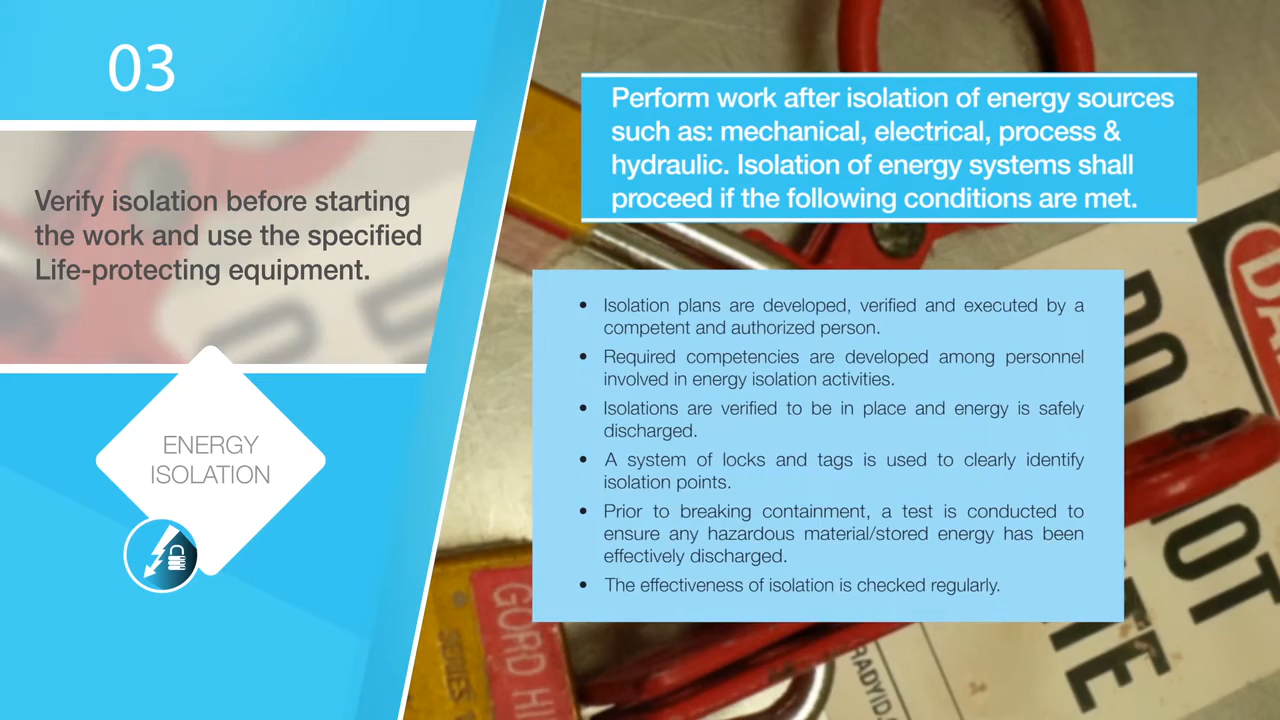 03
Verify isolation before starting
the work and use the specified
Life-protecting equipment.
ENERGY
ISOLATION
Perform work after isolation of energy sources
such as: mechanical, electrical, process &
hydraulic. Isolation of energy systems shall
proceed if the following conditions are met.
• Isolation plans are developed, verified and executed by a
competent and authorized person.
• Required competencies are developed among personnel
involved in energy isolation activities.
• Isolations are verified to be in place and energy is safely
discharged.
• A system of locks and tags is used to clearly identify
isolation points.
• Prior to breaking containment, a test is conducted to
ensure any hazardous material/stored energy has been
effectively discharged.
• The effectiveness of isolation is checked regularly.
DO NOT
GORD
SERIES